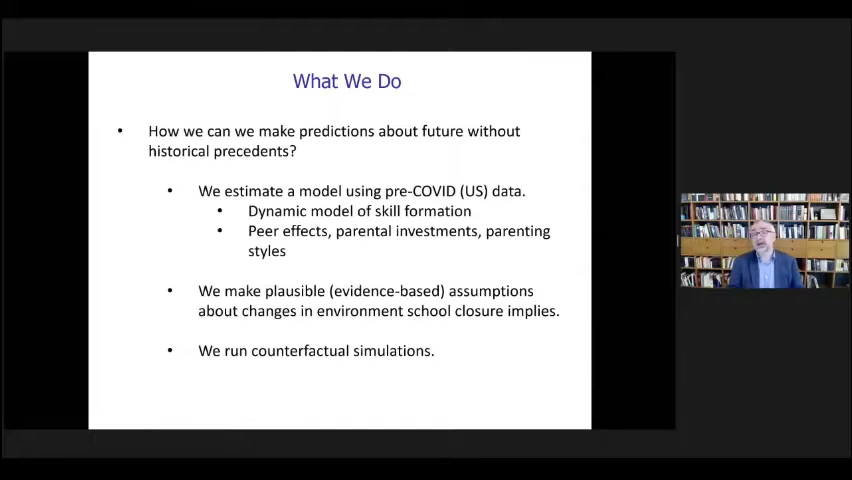 What We Do
• How we can we make predictions about future without
historical precedents?
• We estimate a model using pre-COVID (US) data.
• Dynamic model of skill formation
• Peer effects, parental investments, parenting
styles
• We make plausible (evidence-based) assumptions
about changes in environment school closure implies.
• We run counterfactual simulations.